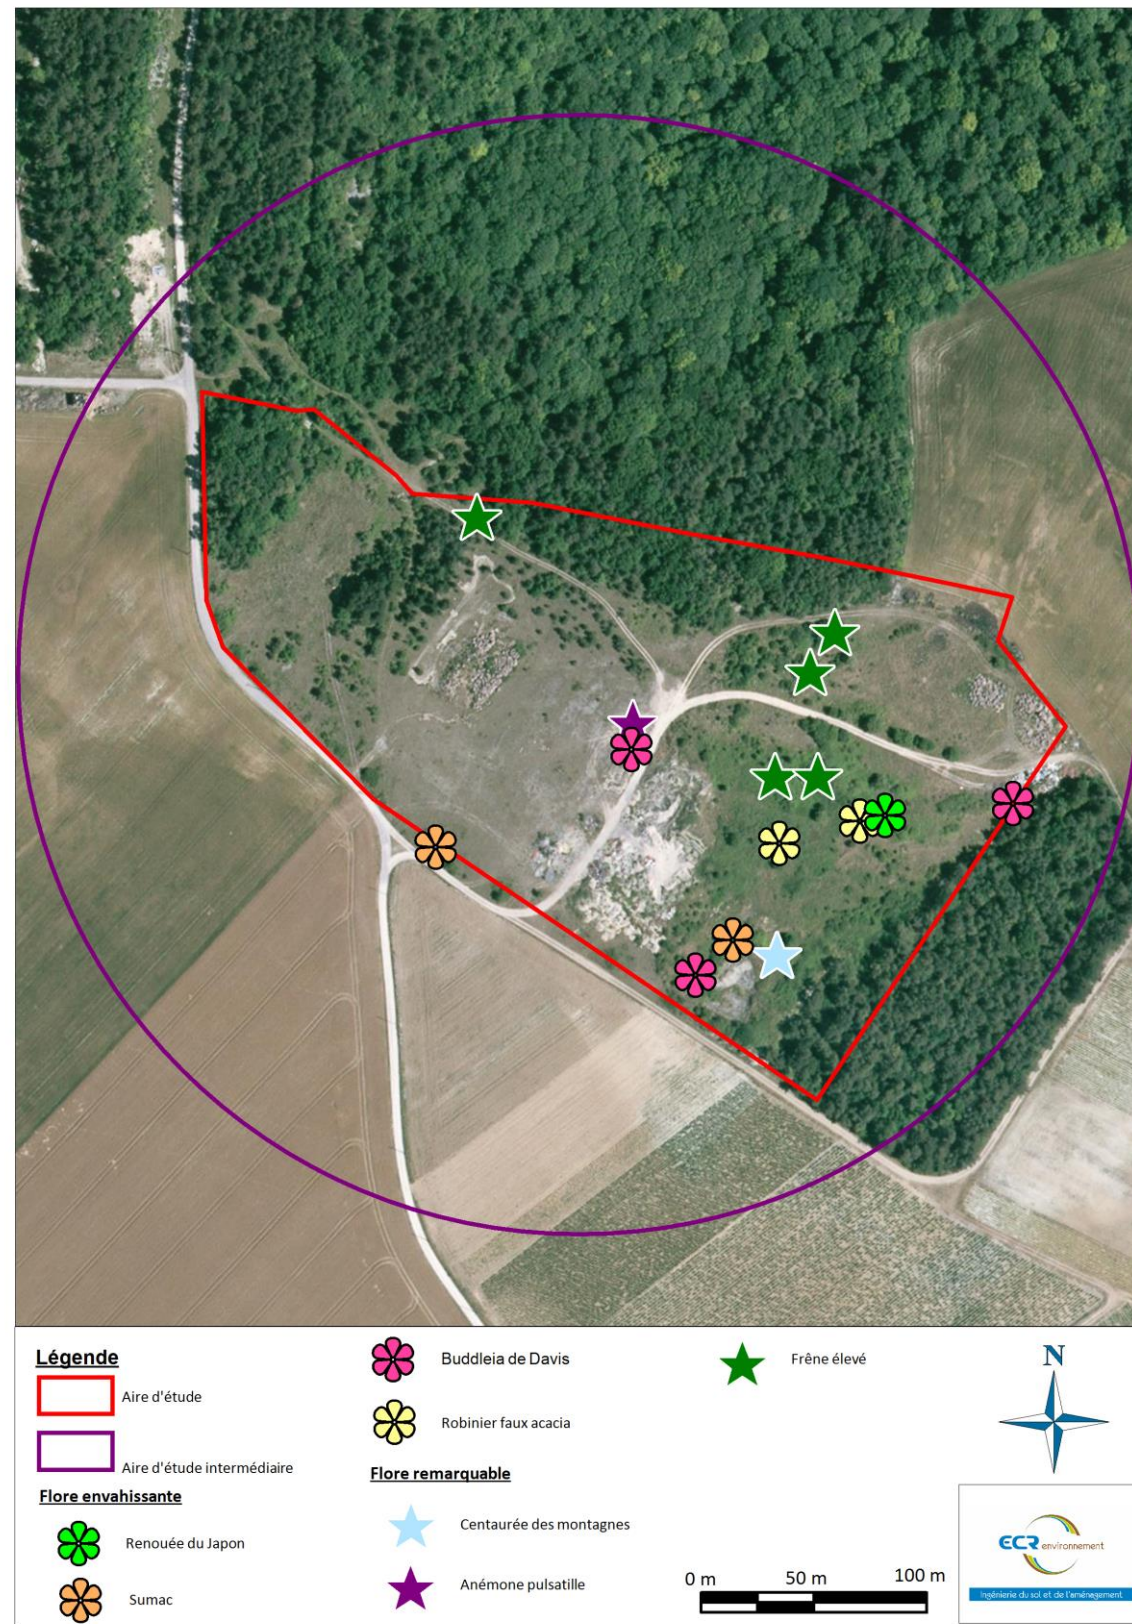 Légende
Aire d'étude
Aire d'étude intermédiaire
Flore envahissante
Renouée du Japon
Sumac
Buddleia de Davis
Robinier faux acacia
Flore remarquable
Centaurée des montagnes
Anémone pulsatille
Frêne élevé
N
0 m 50 m 100 m
ECR environnement
Ingénierie du sol et de l'aménagement